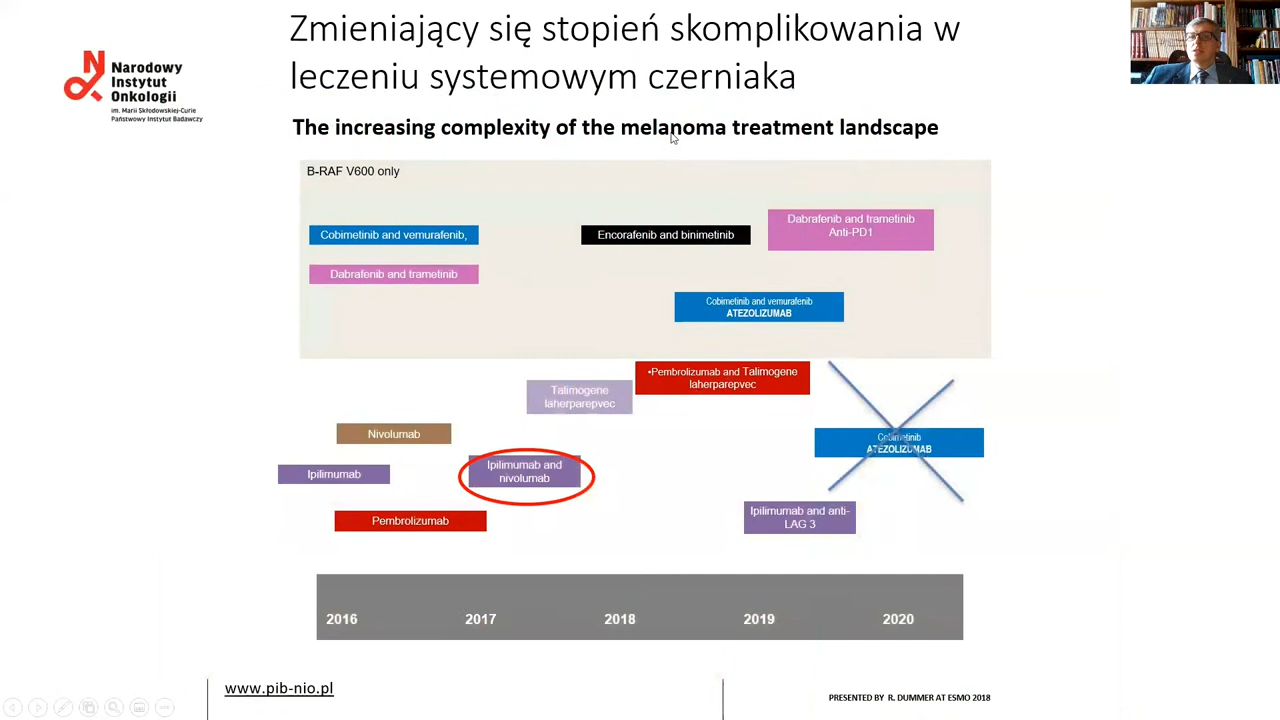 Zmieniający się stopień skomplikowania w
leczeniu systemowym czerniaka
Narodowy
Instytut
Onkologii
im. Marii Skłodowskiej-Curie
Państwowy Instytut Badawczy
The increasing complexity of the melanoma treatment landscape
B-RAF V600 only
Cobimetinib and vemurafenib,
Encorafenib and binimetinib
Dabrafenib and trametinib
Anti-PD1
Dabrafenib and trametinib
Cobimetinib and vemurafenib
ATEZOLIZUMAB
•Pembrolizumab and Talimogene
laherparepvec
Talimogene
laherparepvec
Nivolumab
Cobimetinib
ATEZOLIZUMAB
Ipilimumab
Ipilimumab and
nivolumab
Pembrolizumab
Ipilimumab and anti-
LAG 3
2016 2017 2018 2019 2020
www.pib-nio.pl
PRESENTED BY R. DUMMER AT ESMO 2018